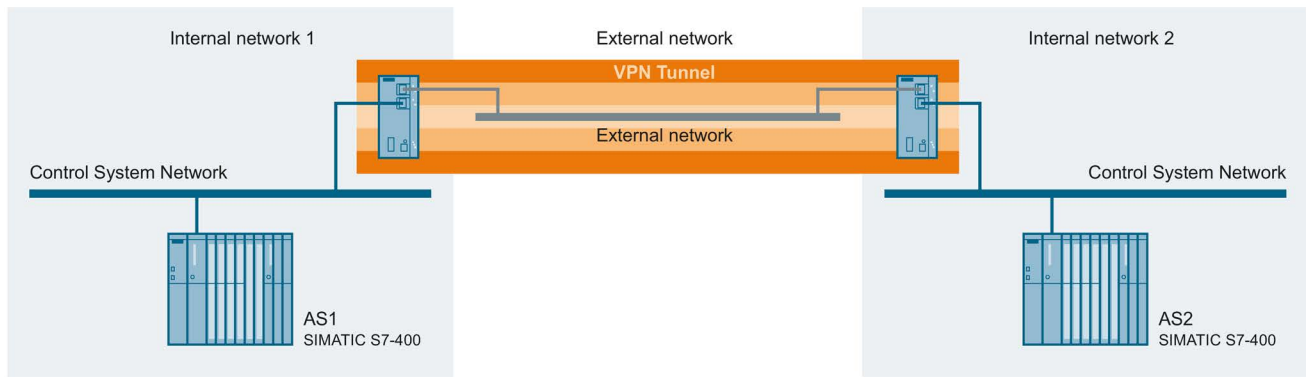 Internal network 1
External network
Internal network 2
VPN Tunnel
External network
Control System Network
Control System Network
AS1
SIMATIC S7-400
AS2
SIMATIC S7-400